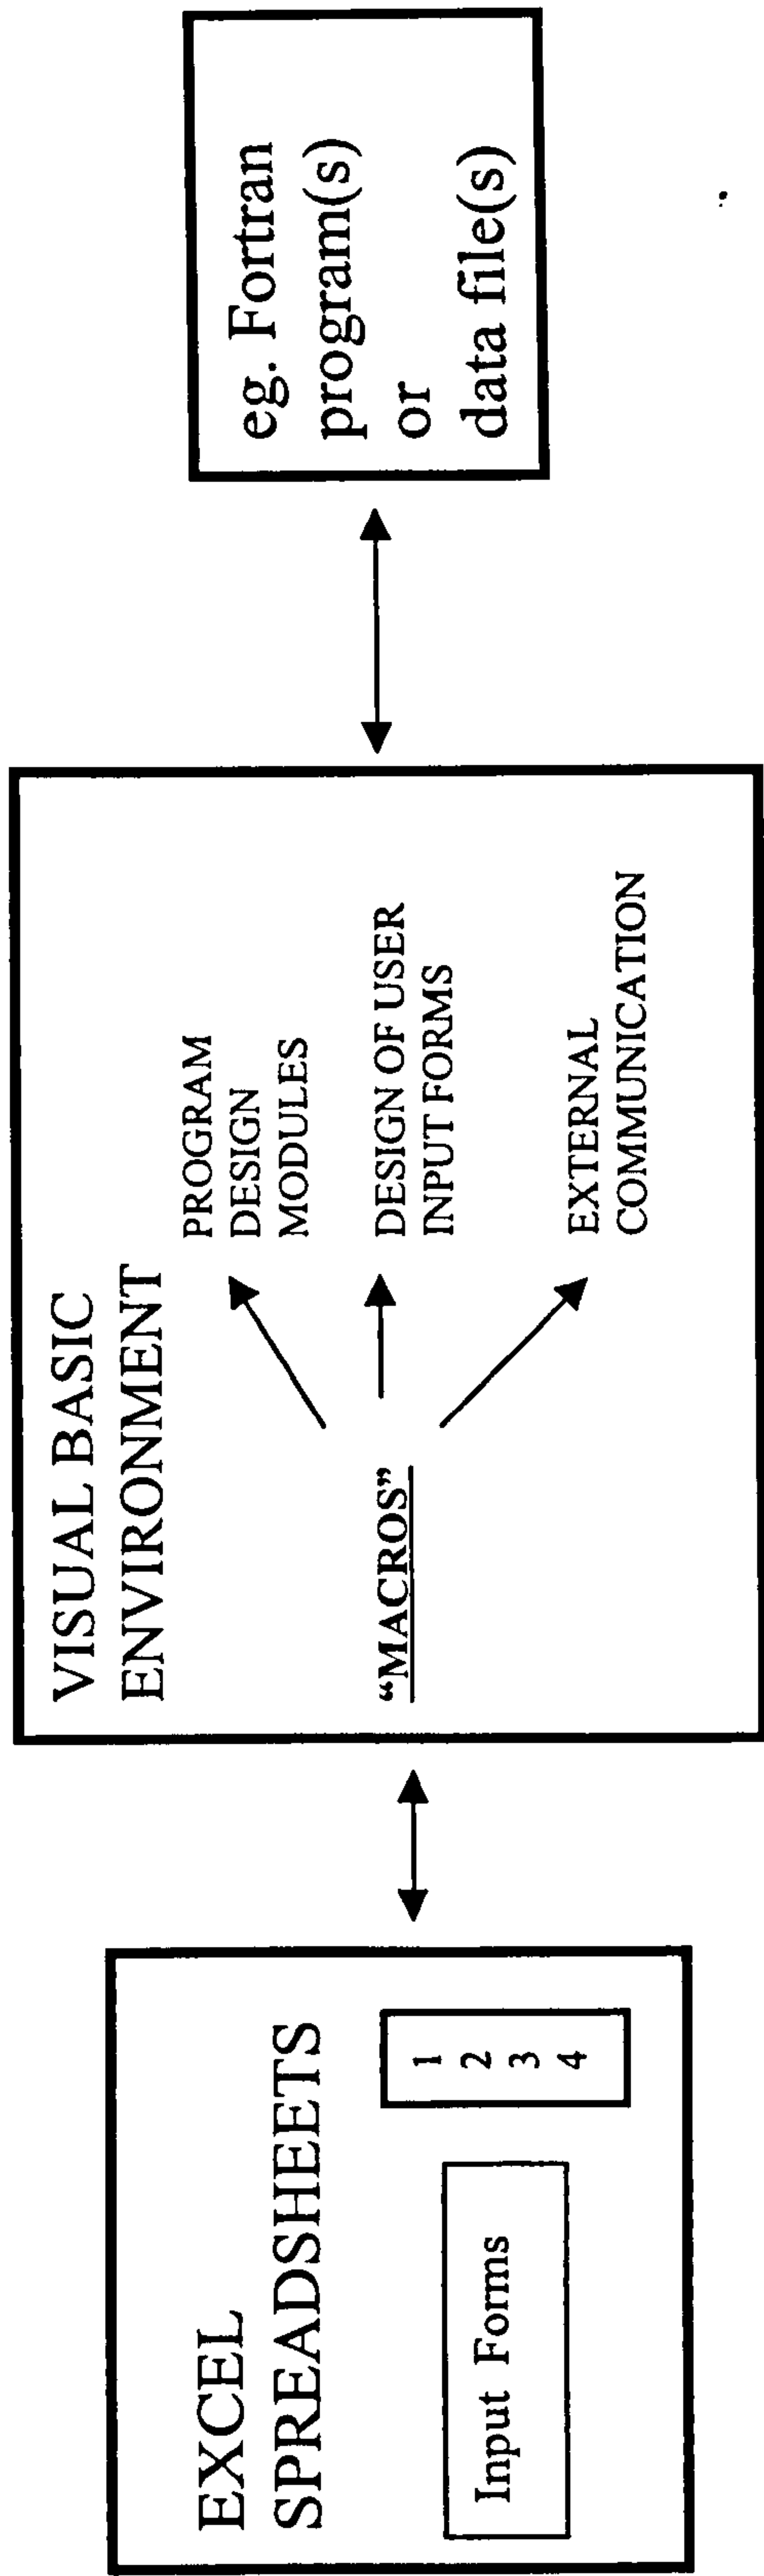 EXCEL
SPREADSHEETS
Input Forms
1
2
3
4
VISUAL BASIC
ENVIRONMENT
“MACROS”
PROGRAM
DESIGN
MODULES
DESIGN OF USER
INPUT FORMS
EXTERNAL
COMMUNICATION
eg. Fortran
program(s)
or
data file(s)